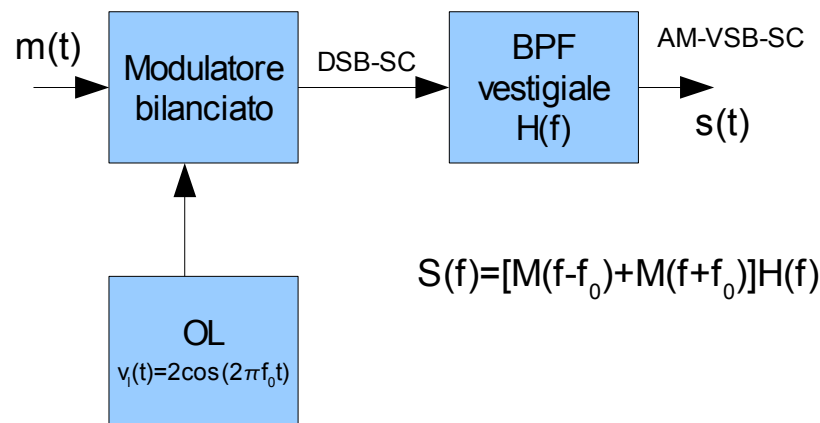 m(t)
Modulatore
bilanciato
DSB-SC
BPF
vestigiale
H(f)
AM-VSB-SC
s(t)
S(f)=[M(f-f₀)+M(f+f₀)]H(f)
OL
vₗ(t)=2cos(2πf₀t)